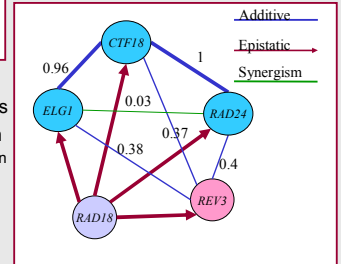 Additive
CTF18
Epistatic
1
0.96
Synergism
s
ELG1
0.03
RAD24
0.37
n
0.38
0.4
REV3
RAD18